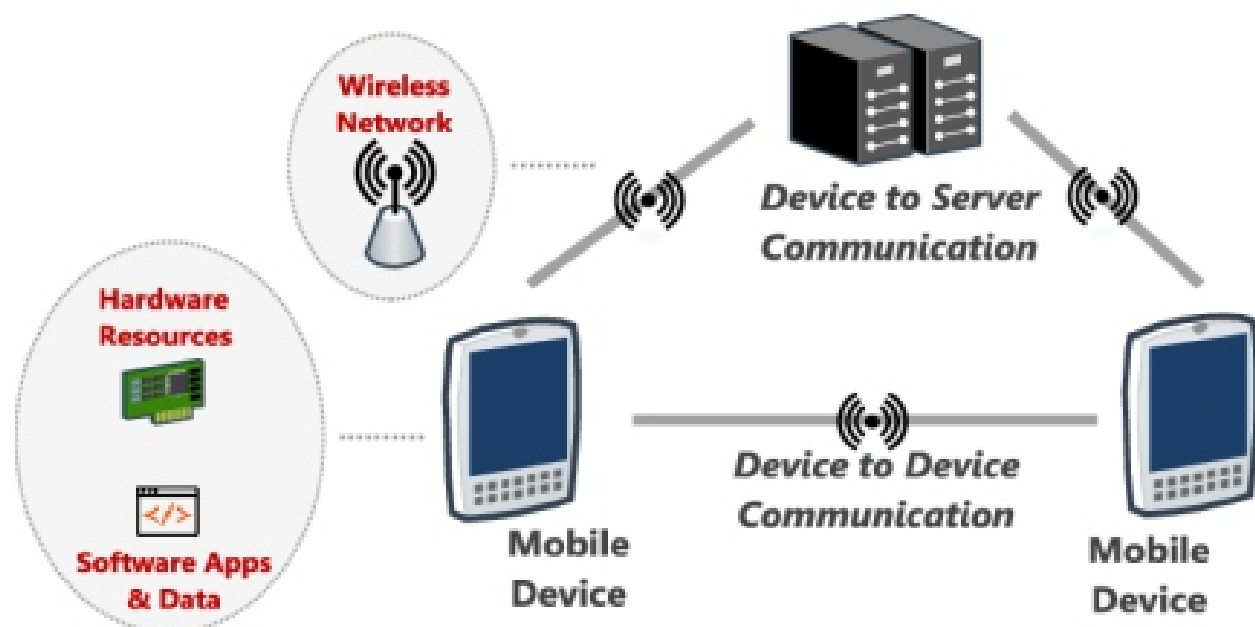 Wireless
Network
Device to Server
Communication
Hardware
Resources
</>
Software Apps
& Data
Device to Device
Communication
Mobile
Device
Mobile
Device